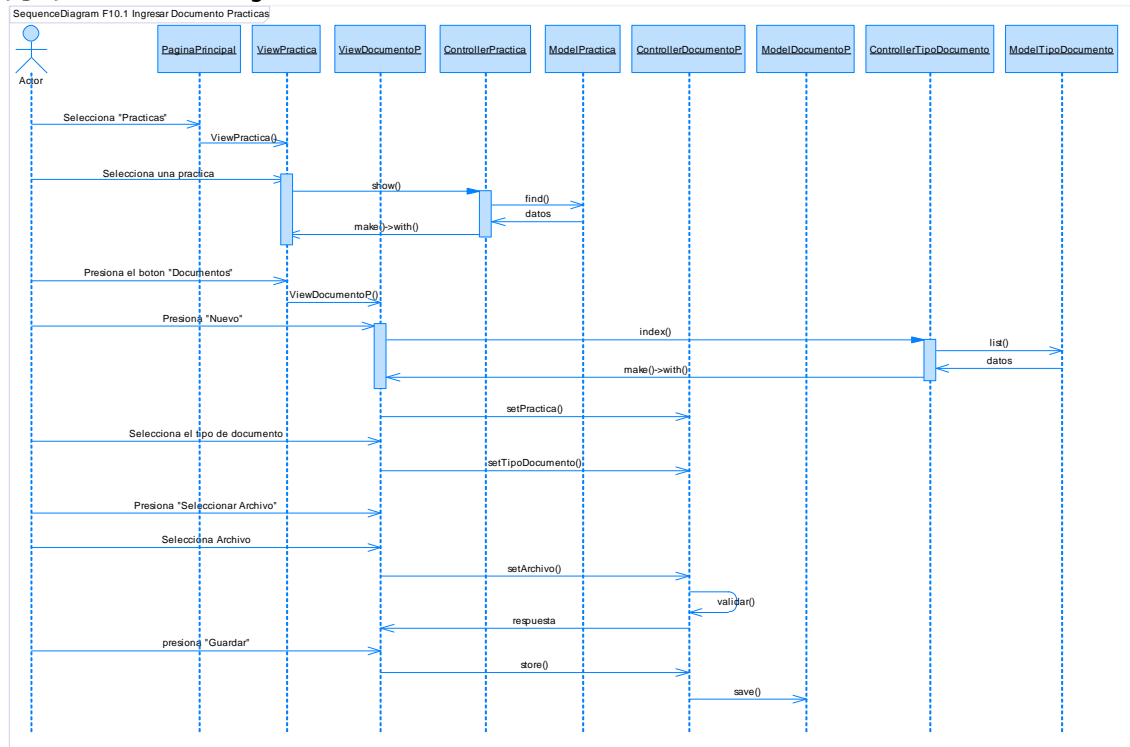 SequenceDiagram F10.1 Ingresar Documento Practicas
Actor
PaginaPrincipal
ViewPractica
ViewDocumentoP
ControllerPractica
ModelPractica
ControllerDocumentoP
ModelDocumentoP
ControllerTipoDocumento
ModelTipoDocumento
Selecciona "Practicas"
ViewPractica()
Selecciona una practica
show()
find()
datos
make()->with()
Presiona el boton "Documentos"
ViewDocumentoP()
Presiona "Nuevo"
index()
list()
datos
make()->with()
setPractica()
Selecciona el tipo de documento
setTipoDocumento()
Presiona "Seleccionar Archivo"
Selecciona Archivo
setArchivo()
validar()
respuesta
presiona "Guardar"
store()
save()